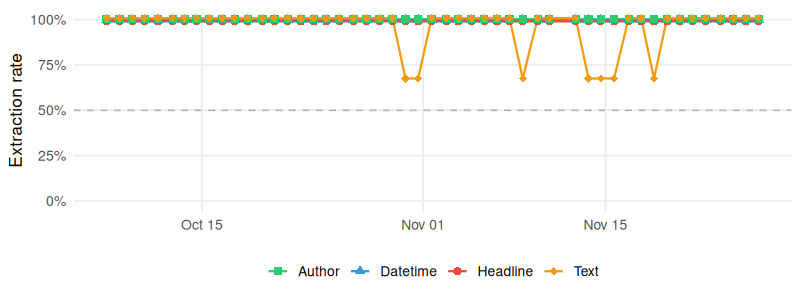 100%
75%
50%
25%
0%
Extraction rate
Oct 15 Nov 01 Nov 15
Author Datetime Headline Text